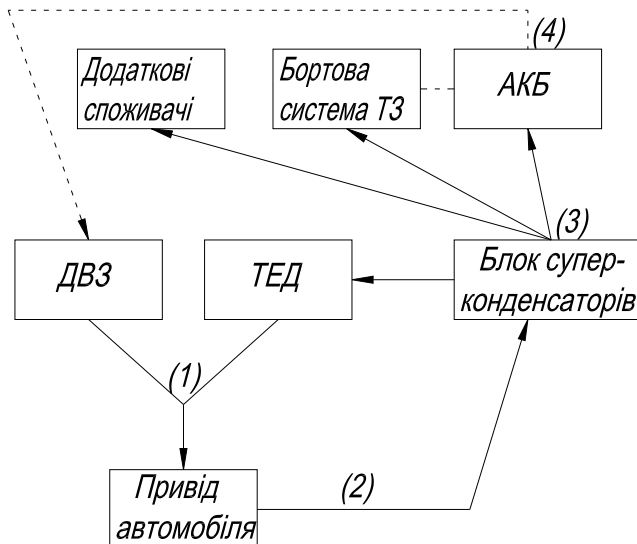 (4)
Додаткові
споживачі
Бортова
система ТЗ
АКБ
(3)
ДВЗ
ТЕД
Блок супер-
конденсаторів
(1)
Привід
автомобіля
(2)